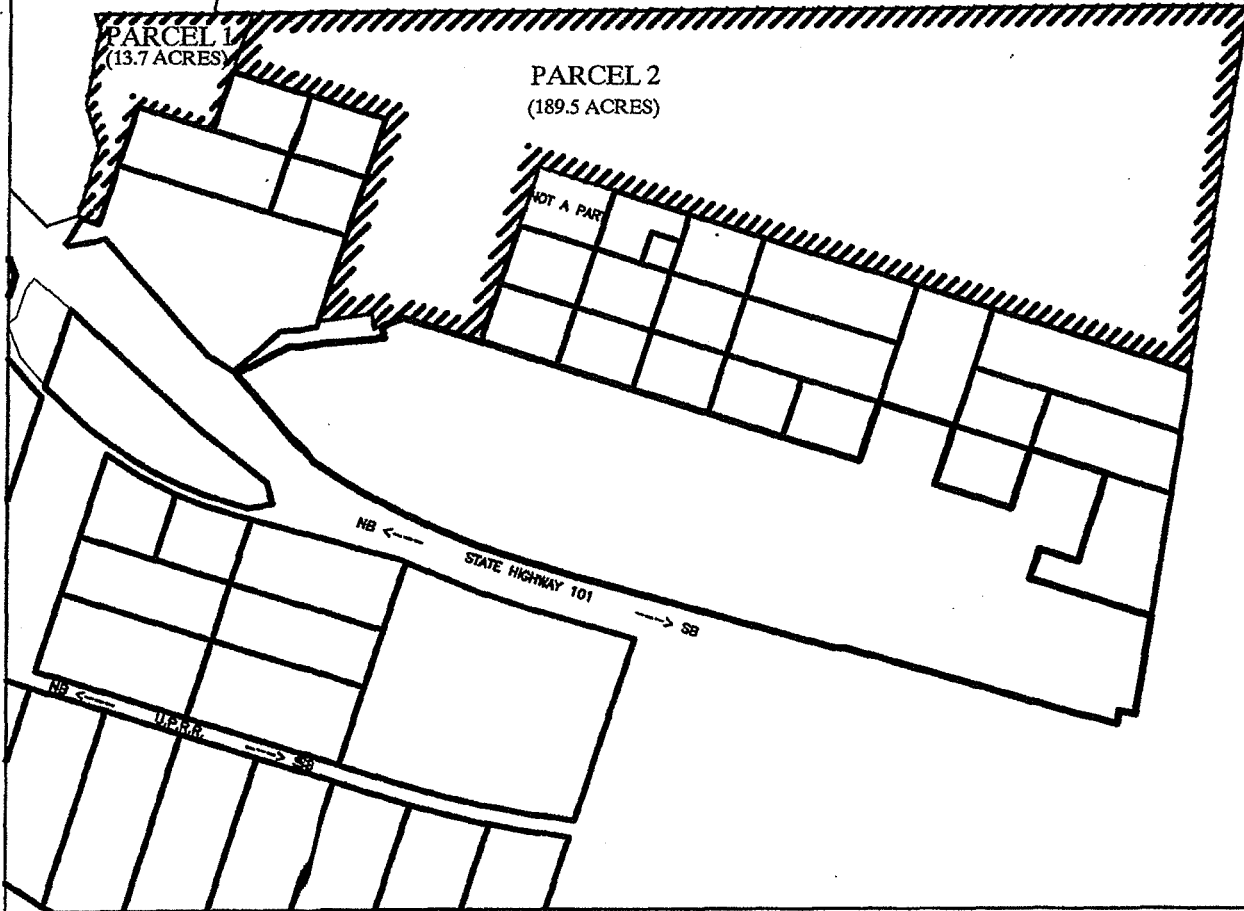 PARCEL 1
(13.7 ACRES)
PARCEL 2
(189.5 ACRES)
NOT A PART
NB <----
STATE HIGHWAY 101
----> SB
NB <----
U.P.R.R.
----> SB